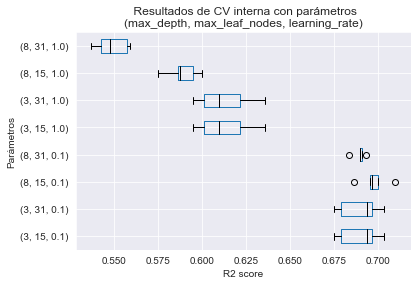 Resultados de CV interna con parámetros
(max_depth, max_leaf_nodes, learning_rate)
(8, 31, 1.0)
(8, 15, 1.0)
(3, 31, 1.0)
(3, 15, 1.0)
(8, 31, 0.1)
(8, 15, 0.1)
(3, 31, 0.1)
(3, 15, 0.1)
Parámetros
0.550 0.575 0.600 0.625 0.650 0.675 0.700
R2 score